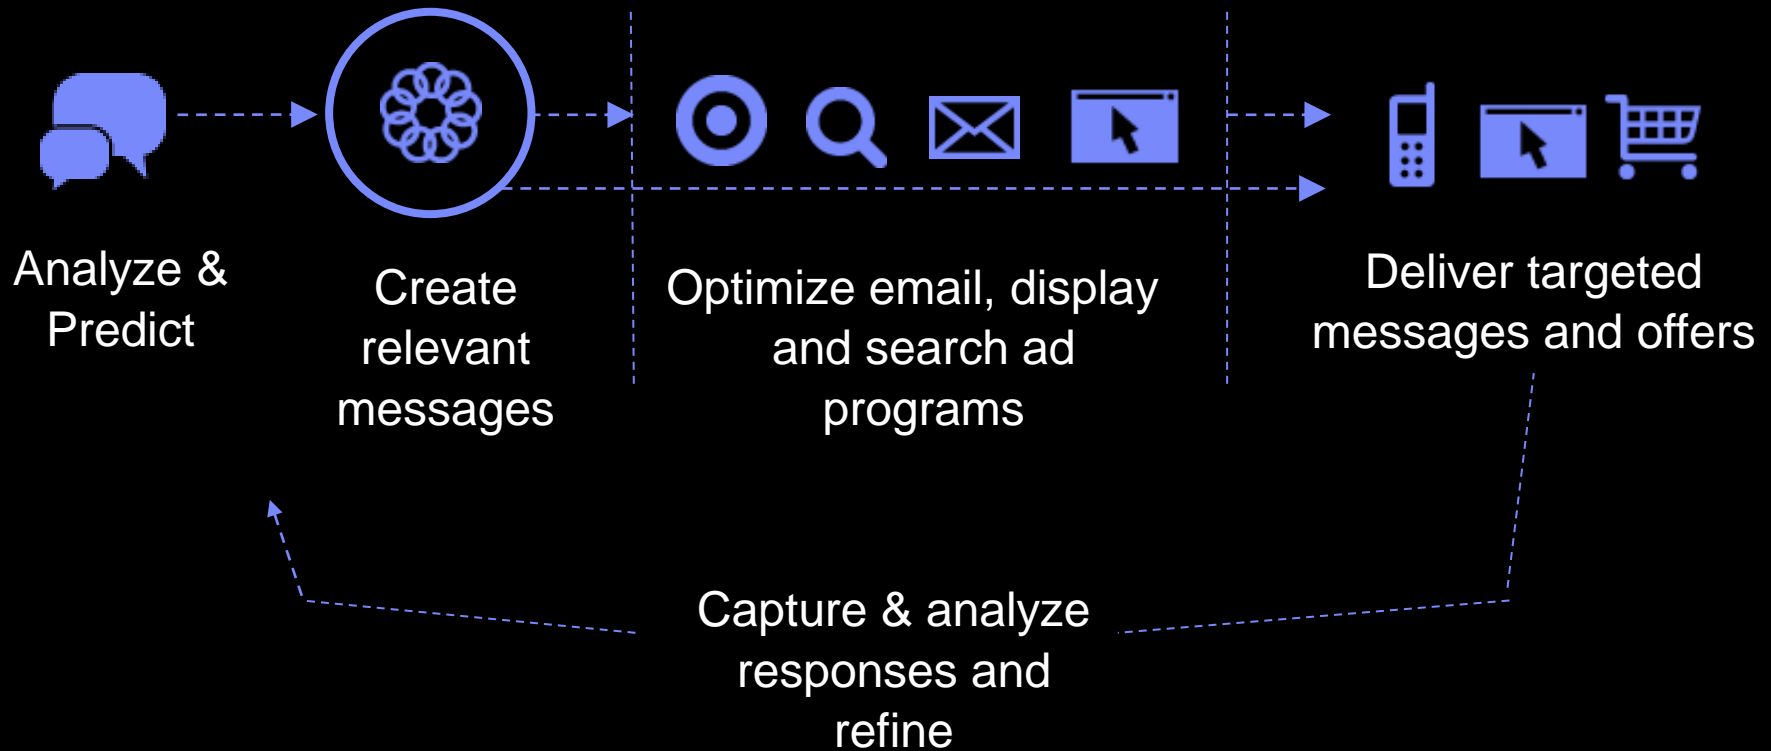 Analyze &
Predict
Create
relevant
messages
Optimize email, display
and search ad
programs
Deliver targeted
messages and offers
Capture & analyze
responses and
refine